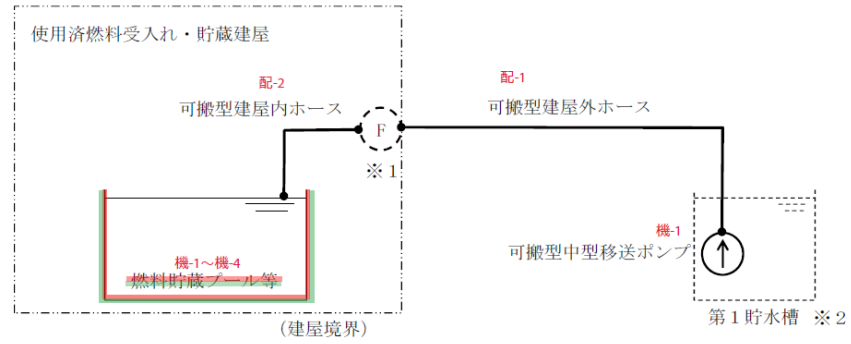 使用済燃料受入れ・貯蔵建屋
配-2
可搬型建屋内ホース
配-1
可搬型建屋外ホース
F
※1
機-1~機-4
燃料貯蔵プール等
機-1
可搬型中型移送ポンプ
第1貯水槽 ※2
(建屋境界)